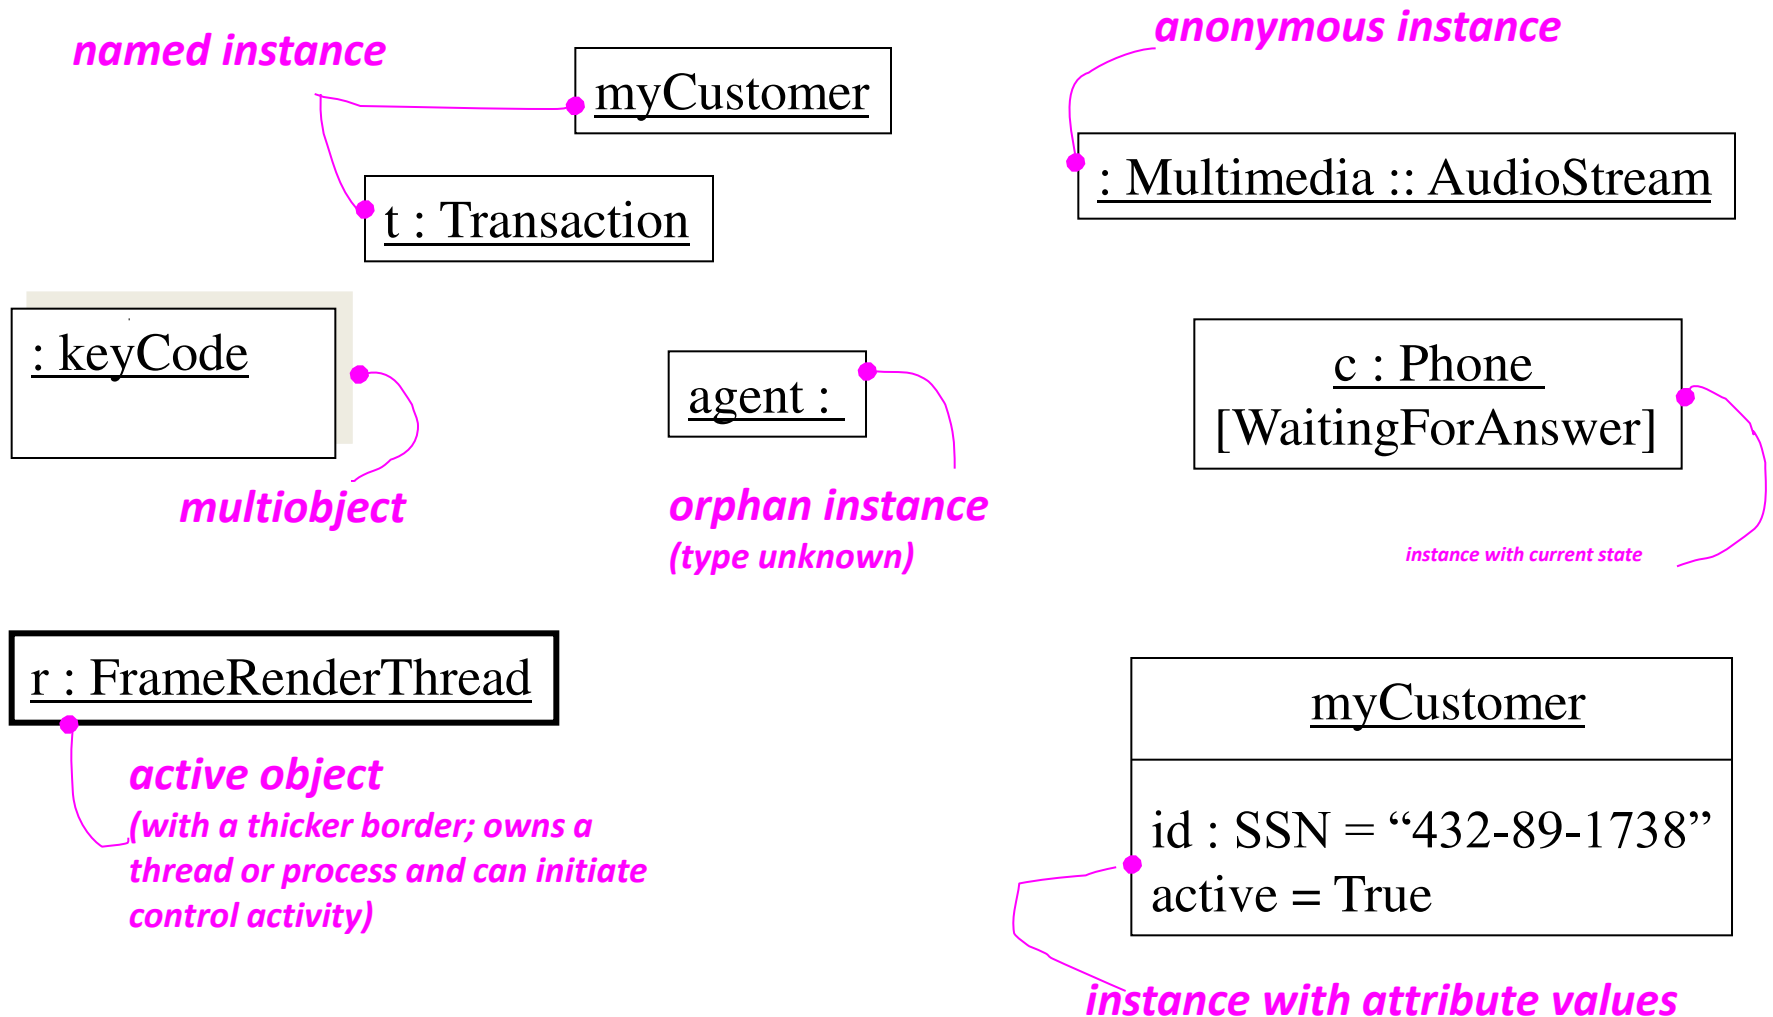 named instance
anonymous instance
myCustomer
: Multimedia :: AudioStream
t : Transaction
: keyCode
agent :
c : Phone
[WaitingForAnswer]
multiobject
orphan instance
(type unknown)
instance with current state
r : FrameRenderThread
myCustomer
active object
(with a thicker border; owns a
thread or process and can initiate
control activity)
id : SSN = “432-89-1738”
active = True
instance with attribute values